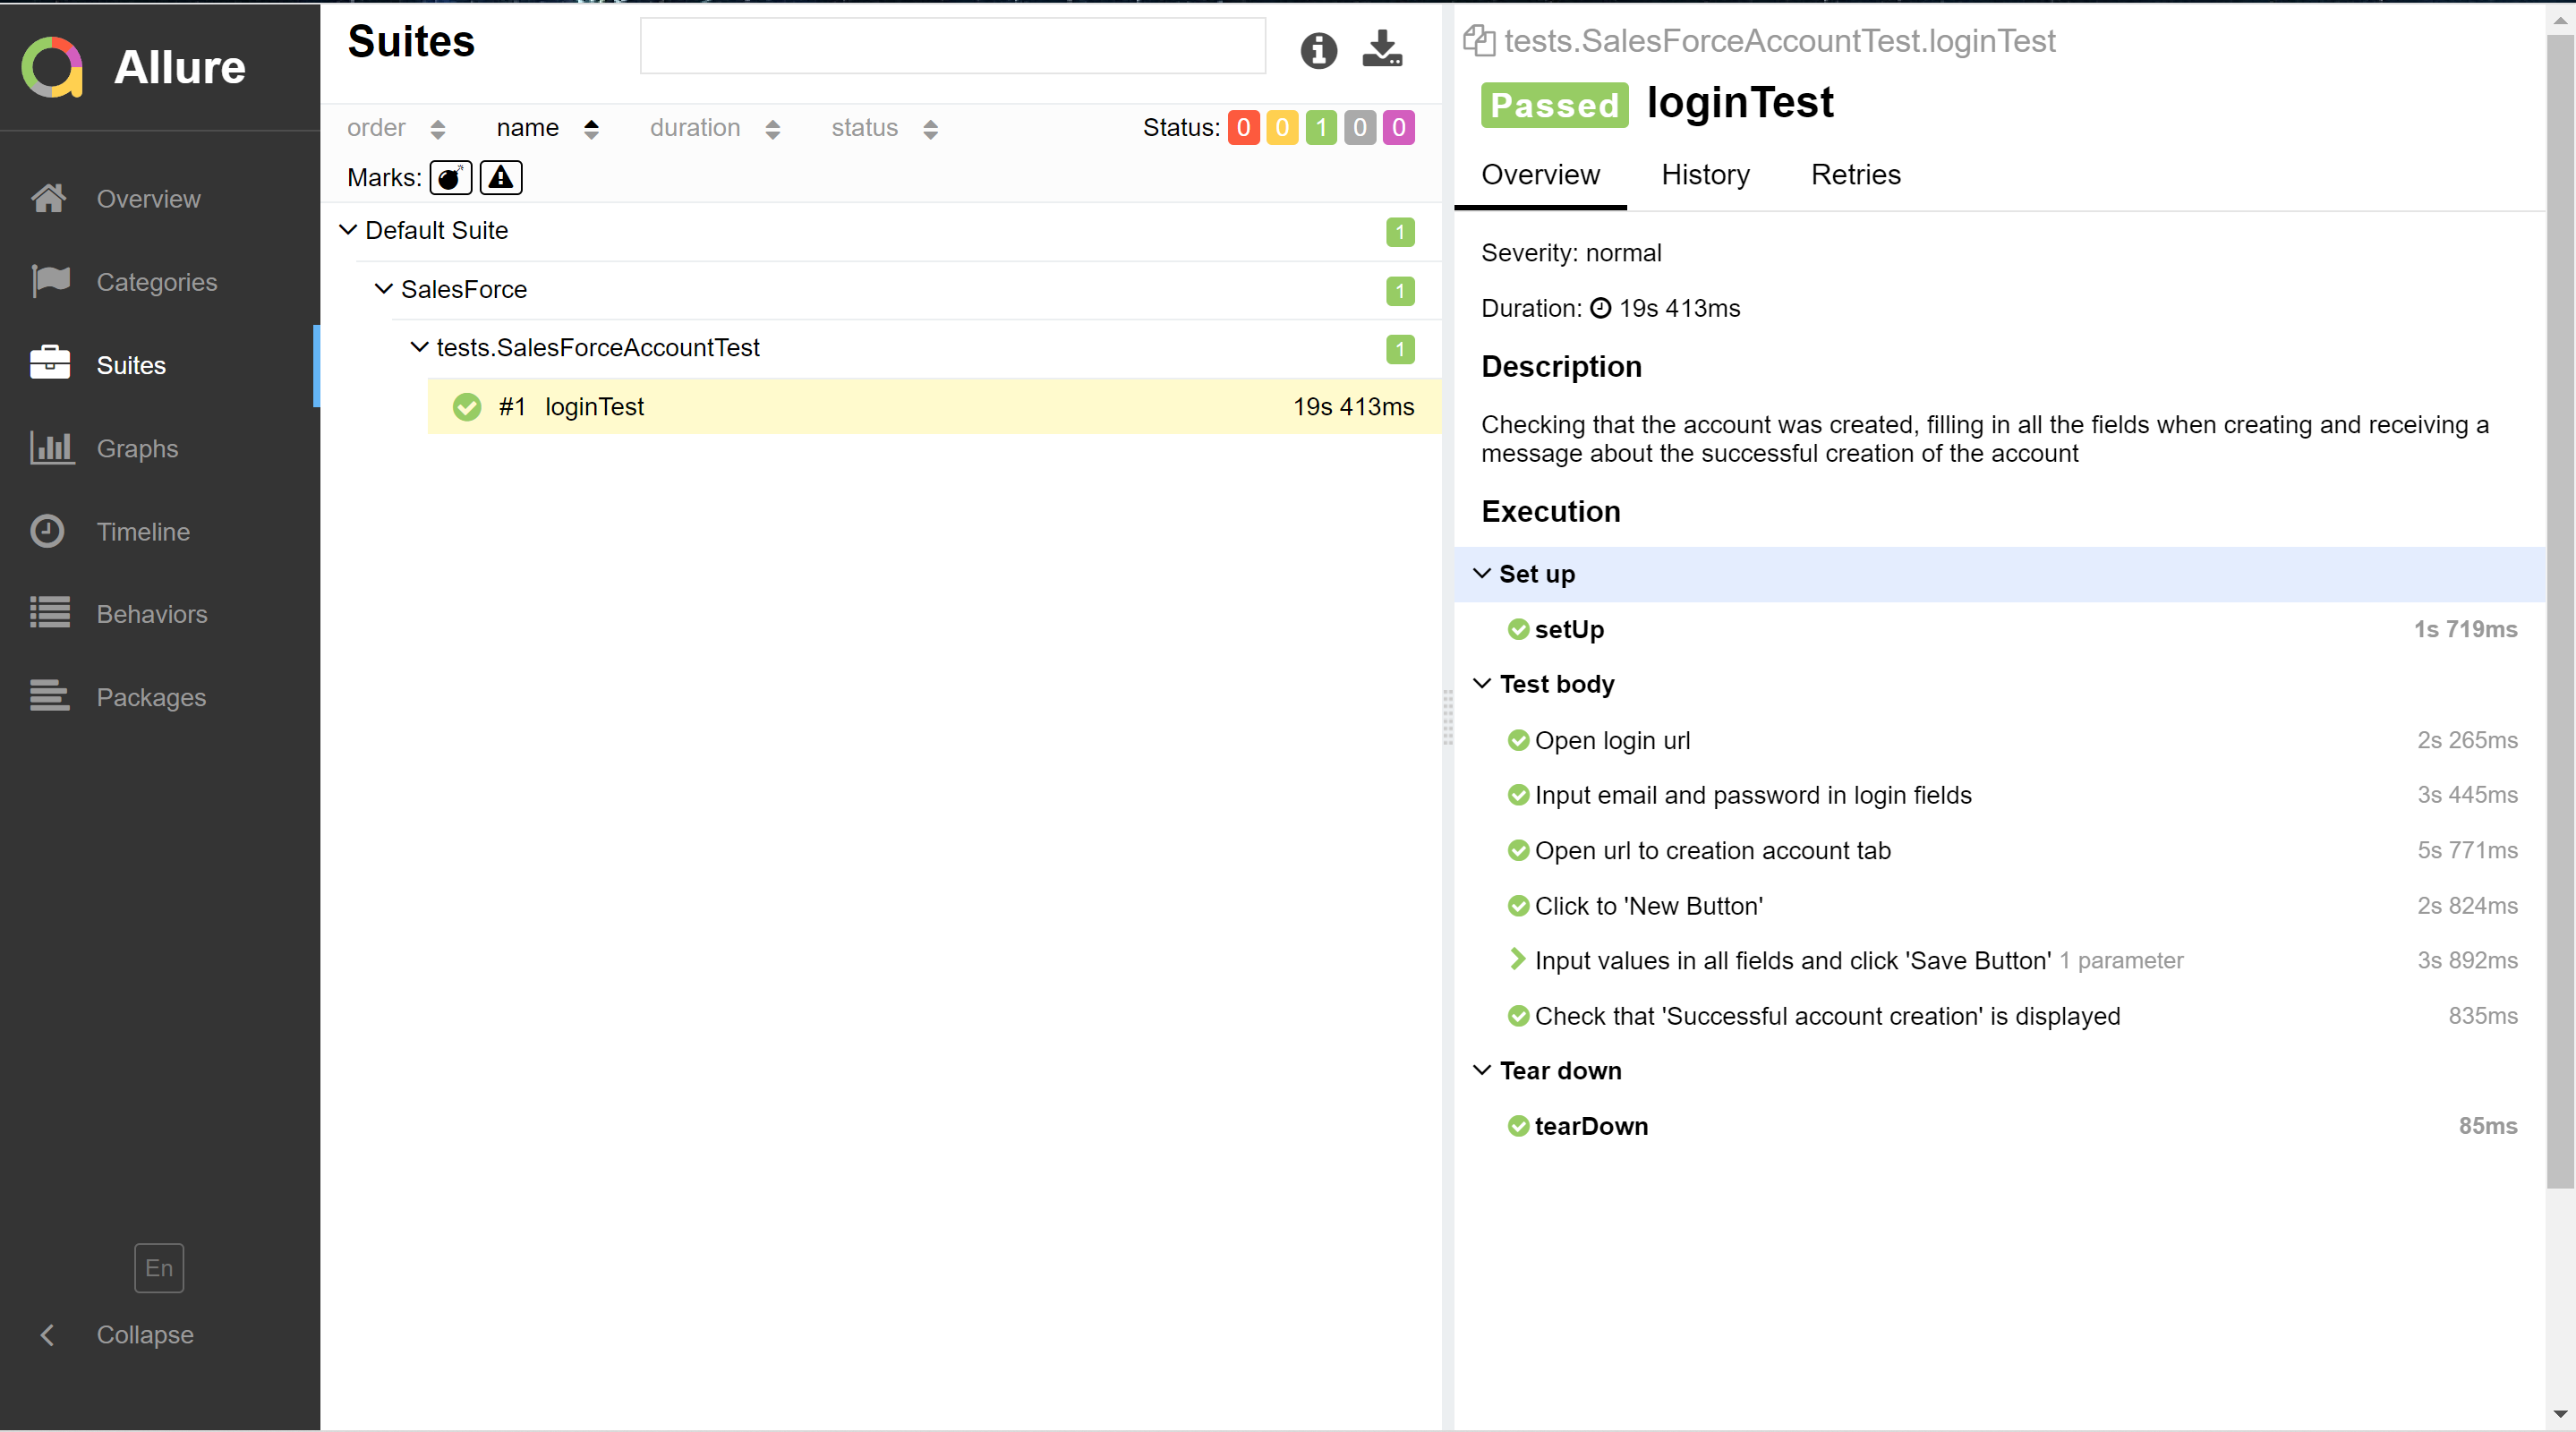 Allure
Overview
Categories
Suites
Graphs
Timeline
Behaviors
Packages
En
Collapse
Suites
order name duration status Status: 0 0 1 0 0
Marks:
Default Suite 1
SalesForce 1
tests.SalesForceAccountTest 1
#1 loginTest 19s 413ms
tests.SalesForceAccountTest.loginTest
Passed loginTest
Overview History Retries
Severity: normal
Duration: 19s 413ms
Description
Checking that the account was created, filling in all the fields when creating and receiving a
message about the successful creation of the account
Execution
Set up
setUp 1s 719ms
Test body
Open login url 2s 265ms
Input email and password in login fields 3s 445ms
Open url to creation account tab 5s 771ms
Click to 'New Button' 2s 824ms
Input values in all fields and click 'Save Button' 1 parameter 3s 892ms
Check that 'Successful account creation' is displayed 835ms
Tear down
tearDown 85ms